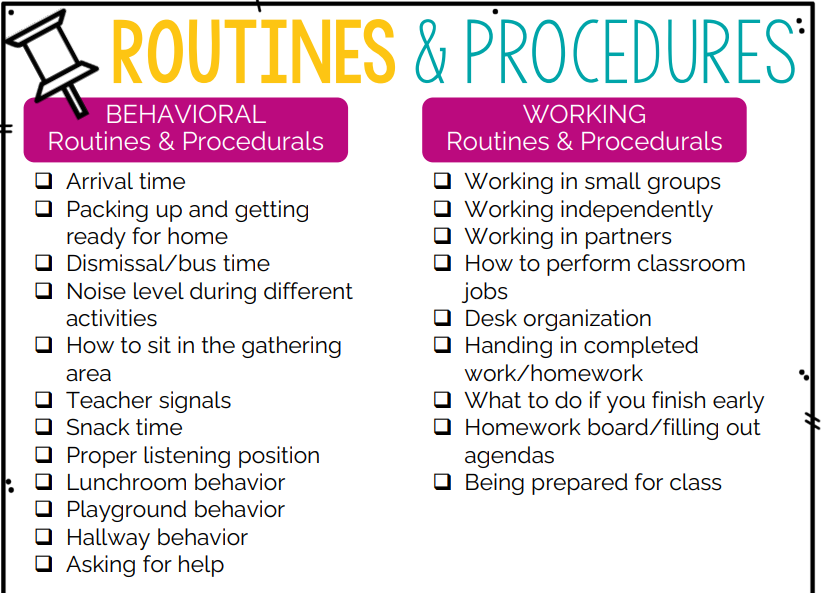 ROUTINES & PROCEDURES
BEHAVIORAL
Routines & Procedurals
Arrival time
Packing up and getting
ready for home
Dismissal/bus time
Noise level during different
activities
How to sit in the gathering
area
Teacher signals
Snack time
Proper listening position
Lunchroom behavior
Playground behavior
Hallway behavior
Asking for help
WORKING
Routines & Procedurals
Working in small groups
Working independently
Working in partners
How to perform classroom
jobs
Desk organization
Handing in completed
work/homework
What to do if you finish early
Homework board/filling out
agendas
Being prepared for class